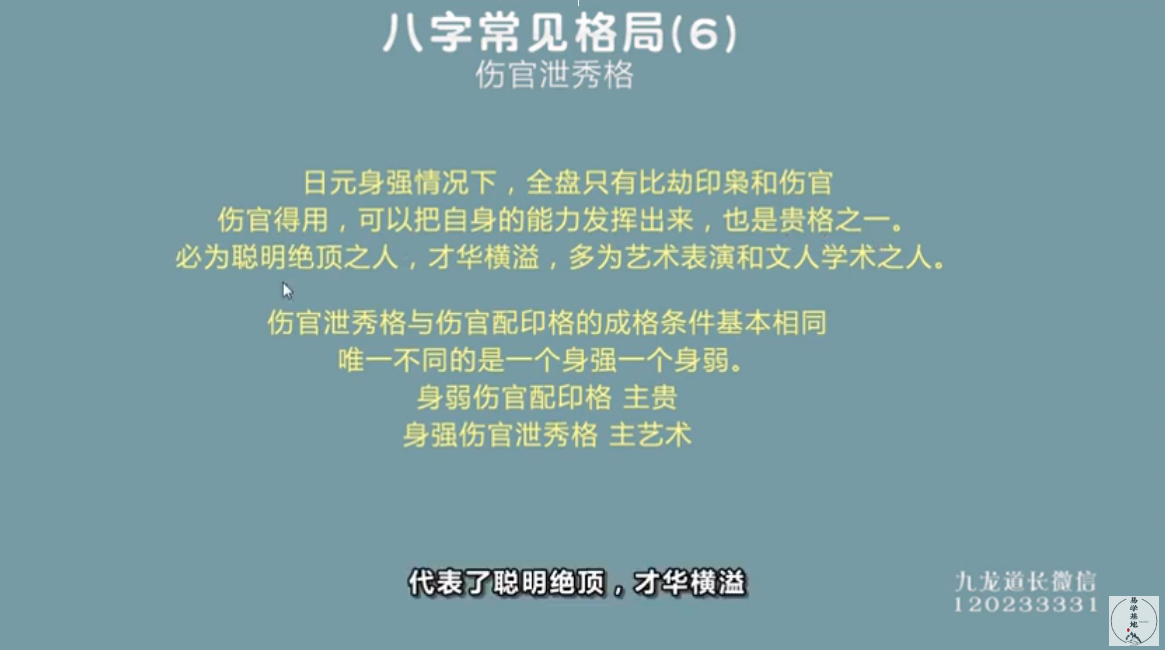 八字常见格局(6)
伤官泄秀格
日元身强情况下，全盘只有比劫印枭和伤官
伤官得用，可以把自身的能力发挥出来，也是贵格之一。
必为聪明绝顶之人，才华横溢，多为艺术表演和文人学术之人。
伤官泄秀格与伤官配印格的成格条件基本相同
唯一不同的是一个身强一个身弱。
身弱伤官配印格 主贵
身强伤官泄秀格 主艺术
代表了聪明绝顶，才华横溢
九龙道长微信
120233331
易学基地